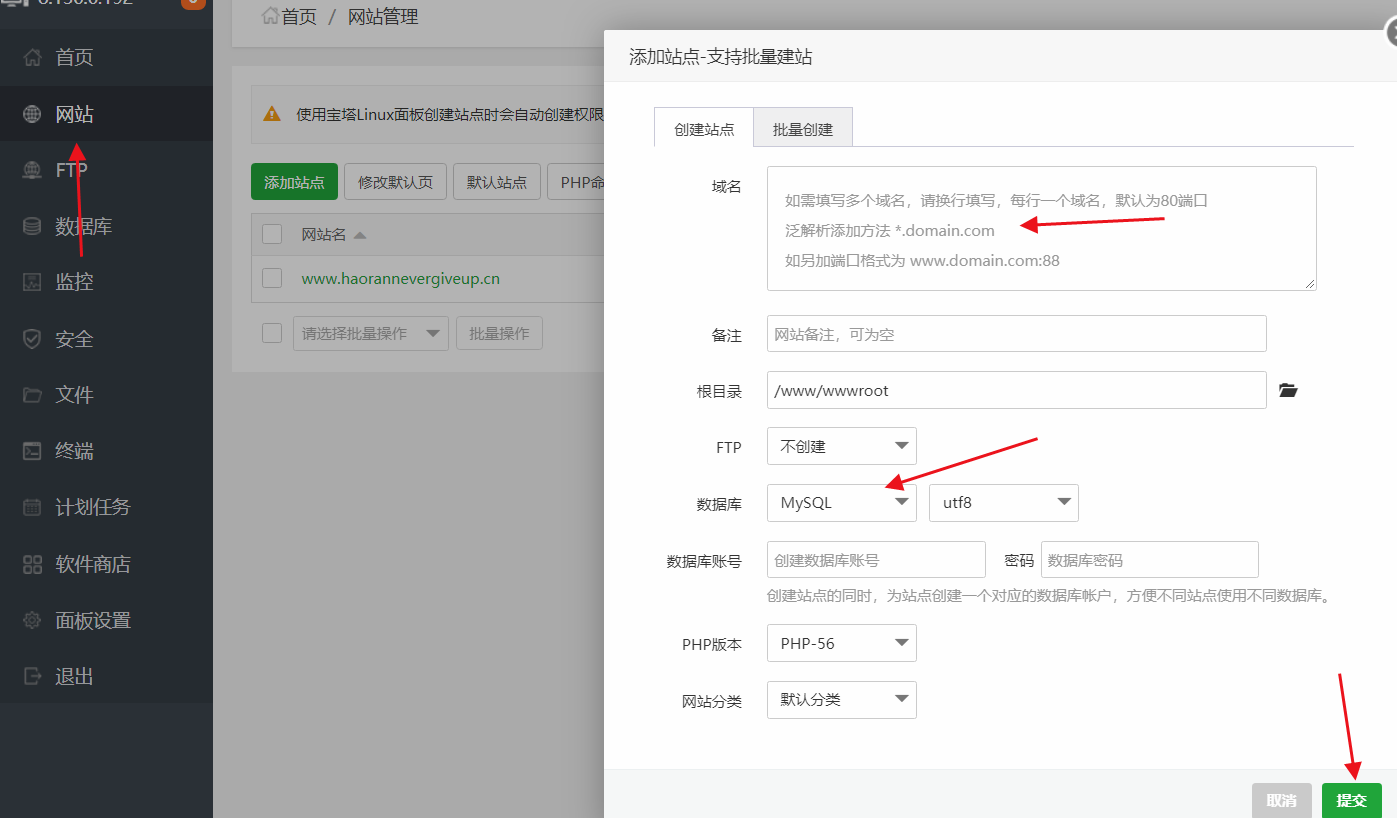 首页
网站
FTP
数据库
监控
安全
文件
终端
计划任务
软件商店
面板设置
退出
首页 / 网站管理
使用宝塔Linux面板创建站点时会自动创建权限
添加站点 修改默认页 默认站点 PHP命
网站名
www.haorannevergiveup.cn
请选择批量操作 批量操作
添加站点-支持批量建站
创建站点 批量创建
域名
如需填写多个域名，请换行填写，每行一个域名，默认为80端口
泛解析添加方法 *.domain.com
如另加端口格式为 www.domain.com:88
备注 网站备注，可为空
根目录 /www/wwwroot
FTP 不创建
数据库 MySQL utf8
数据库账号 创建数据库账号 密码 数据库密码
创建站点的同时，为站点创建一个对应的数据库帐户，方便不同站点使用不同数据库。
PHP版本 PHP-56
网站分类 默认分类
取消 提交